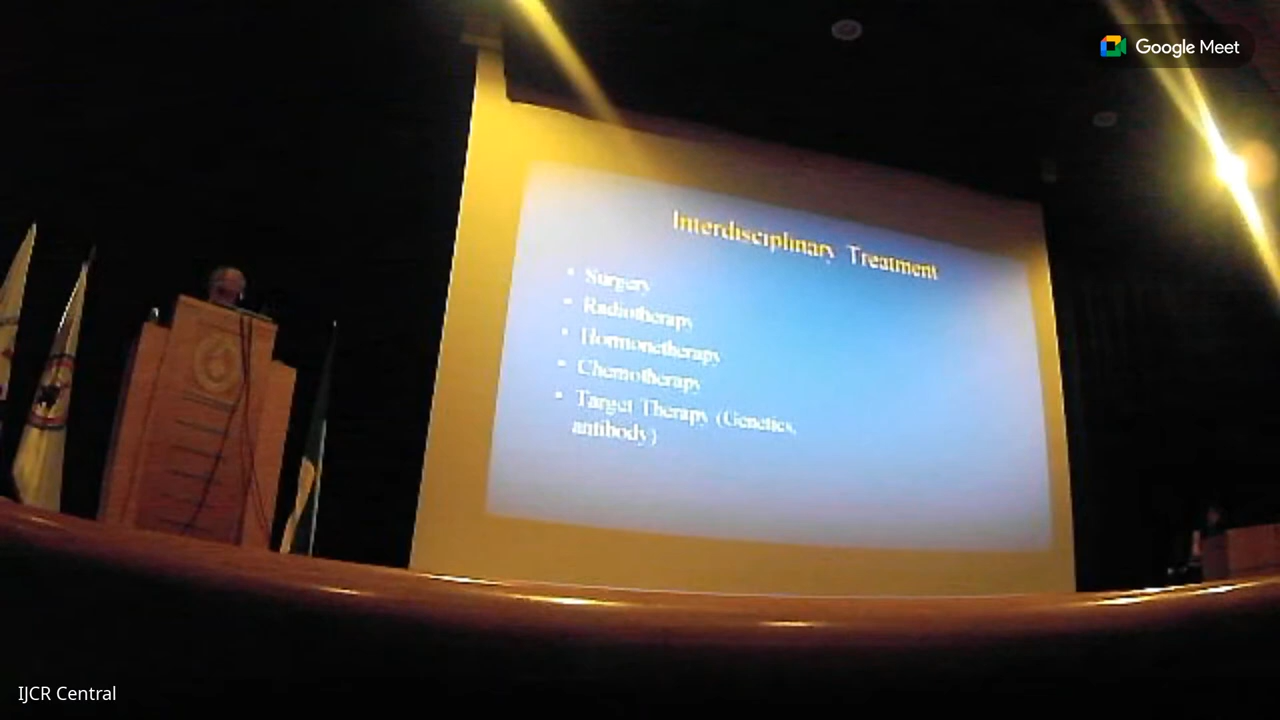 Google Meet
Interdisciplinary Treatment
• Surgery
• Radiotherapy
• Hormonetherapy
• Chemotherapy
• Target Therapy (Genetics,
antibody)
IJCR Central